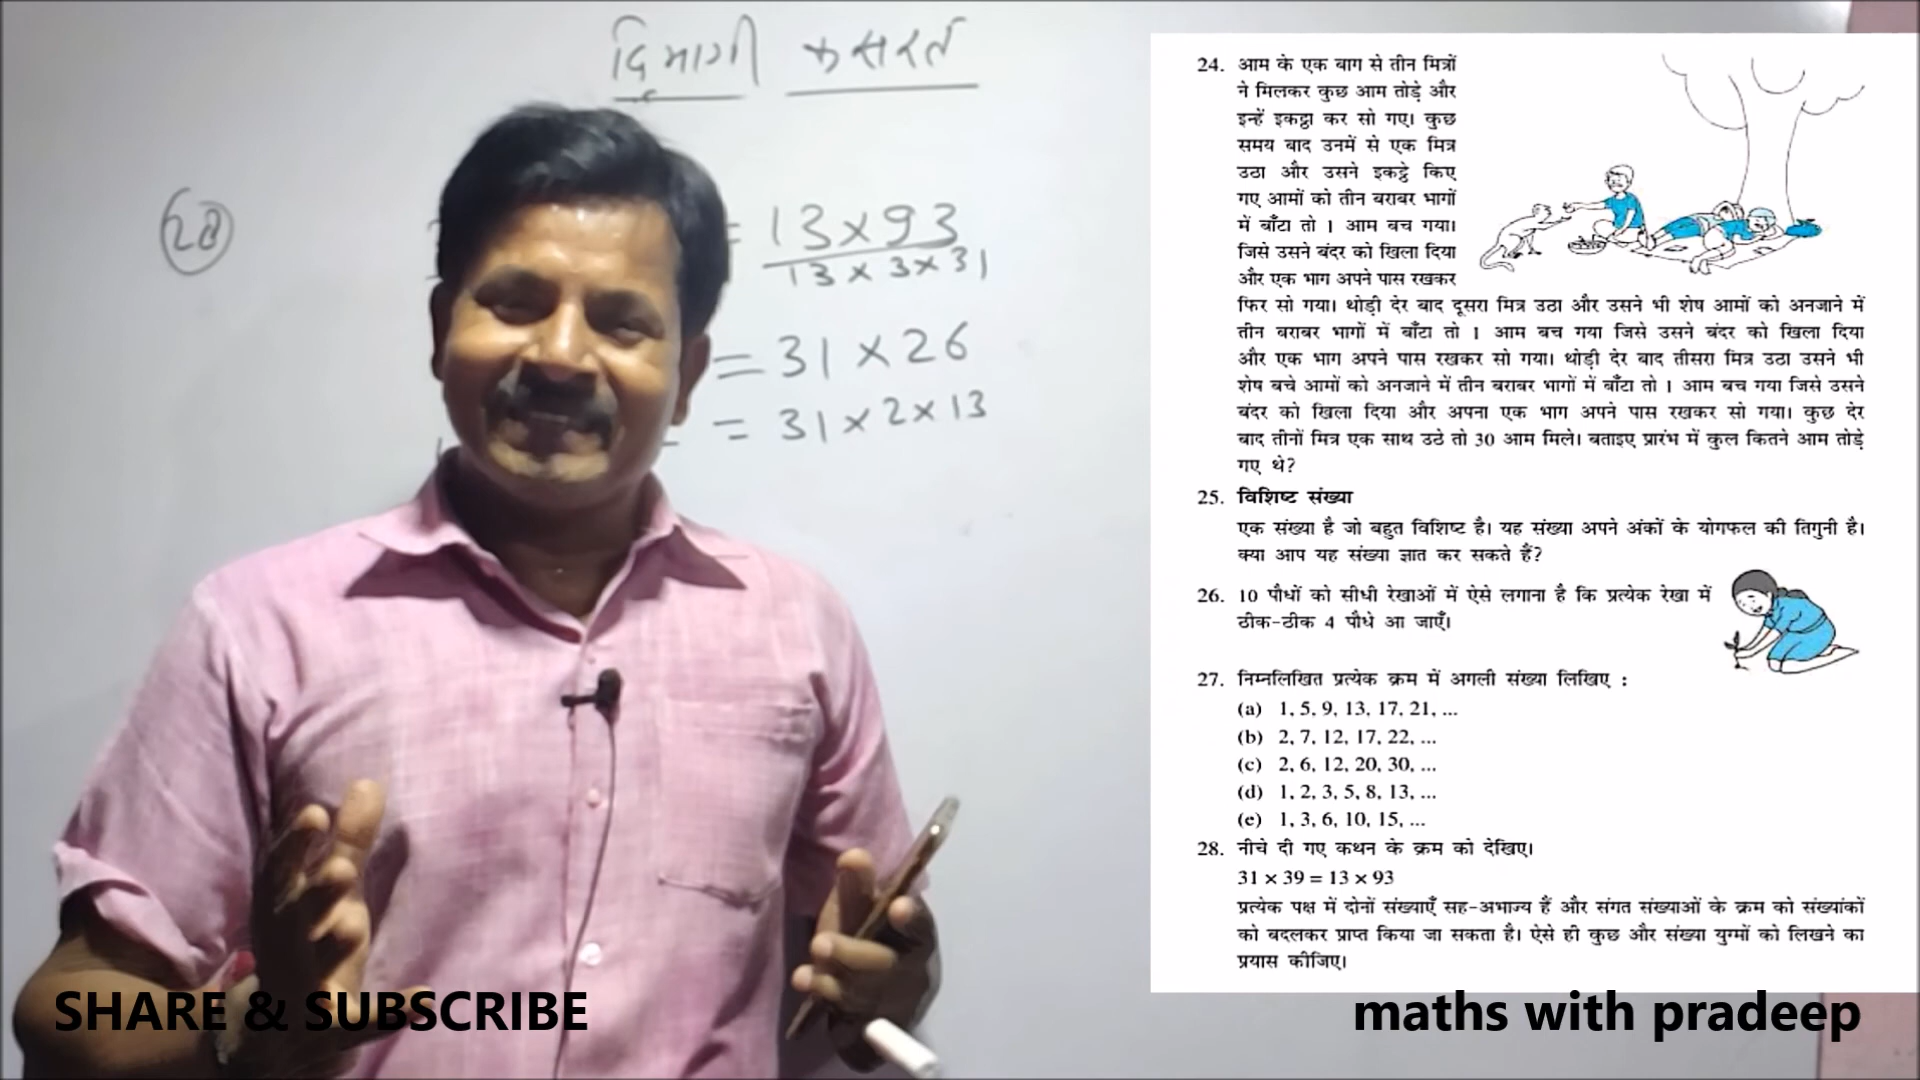 दिमागी कसरत
28
= 13×93
13 × 3 × 31
= 31 × 26
= 31 × 2 × 13
24. आम के एक बाग से तीन मित्रों
ने मिलकर कुछ आम तोड़े और
इन्हें इकट्ठा कर सो गए। कुछ
समय बाद उनमें से एक मित्र
उठा और उसने इकट्ठे किए
गए आमों को तीन बराबर भागों
में बाँटा तो 1 आम बच गया।
जिसे उसने बंदर को खिला दिया
और एक भाग अपने पास रखकर
फिर सो गया। थोड़ी देर बाद दूसरा मित्र उठा और उसने भी शेष आमों को अनजाने में
तीन बराबर भागों में बाँटा तो 1 आम बच गया जिसे उसने बंदर को खिला दिया
और एक भाग अपने पास रखकर सो गया। थोड़ी देर बाद तीसरा मित्र उठा उसने भी
शेष बचे आमों को अनजाने में तीन बराबर भागों में बाँटा तो 1 आम बच गया जिसे उसने
बंदर को खिला दिया और अपना एक भाग अपने पास रखकर सो गया। कुछ देर
बाद तीनों मित्र एक साथ उठे तो 30 आम मिले। बताइए प्रारंभ में कुल कितने आम तोड़े
गए थे?
25. विशिष्ट संख्या
एक संख्या है जो बहुत विशिष्ट है। यह संख्या अपने अंकों के योगफल की तिगुनी है।
क्या आप यह संख्या ज्ञात कर सकते हैं?
26. 10 पौधों को सीधी रेखाओं में ऐसे लगाना है कि प्रत्येक रेखा में
ठीक-ठीक 4 पौधे आ जाएँ।
27. निम्नलिखित प्रत्येक क्रम में अगली संख्या लिखिए :
(a) 1, 5, 9, 13, 17, 21, ...
(b) 2, 7, 12, 17, 22, ...
(c) 2, 6, 12, 20, 30, ...
(d) 1, 2, 3, 5, 8, 13, ...
(e) 1, 3, 6, 10, 15, ...
28. नीचे दी गए कथन के क्रम को देखिए।
31 × 39 = 13 × 93
प्रत्येक पक्ष में दोनों संख्याएँ सह-अभाज्य हैं और संगत संख्याओं के क्रम को संख्यांकों
को बदलकर प्राप्त किया जा सकता है। ऐसे ही कुछ और संख्या युग्मों को लिखने का
प्रयास कीजिए।
SHARE & SUBSCRIBE
maths with pradeep